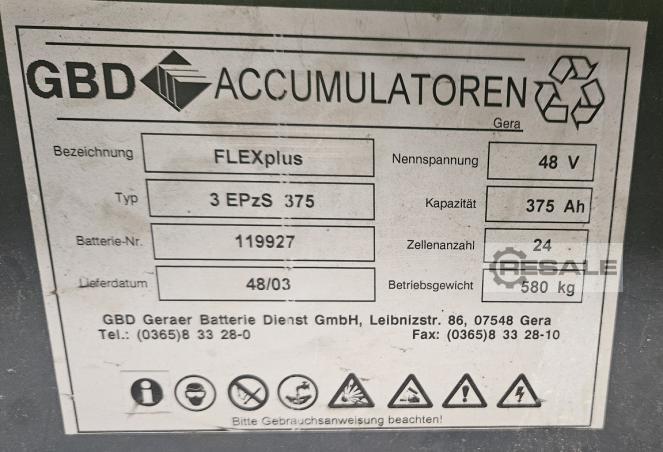 GBD ACCUMULATOREN
Gera
Bezeichnung FLEXplus Nennspannung 48 V
Typ 3 EPzS 375 Kapazität 375 Ah
Batterie-Nr. 119927 Zellenanzahl 24
Lieferdatum 48/03 Betriebsgewicht 580 kg
RESALE
GBD Geraer Batterie Dienst GmbH, Leibnizstr. 86, 07548 Gera
Tel.: (0365)8 33 28-0 Fax: (0365)8 33 28-10
Bitte Gebrauchsanweisung beachten!